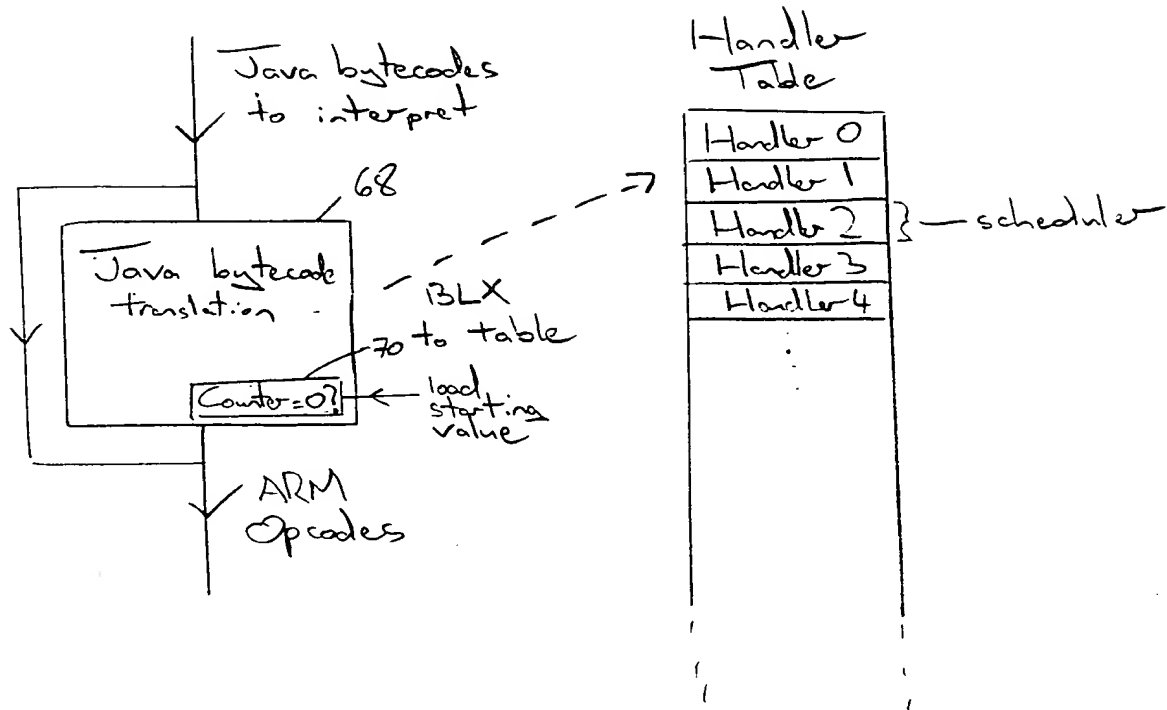 Java bytecodes
to interpret
68
Java bytecode
translation
BLX
to table
70
Counter=0?
load
starting
value
ARM
Opcodes
Handler
Table
Handler 0
Handler 1
Handler 2
scheduler
Handler 3
Handler 4